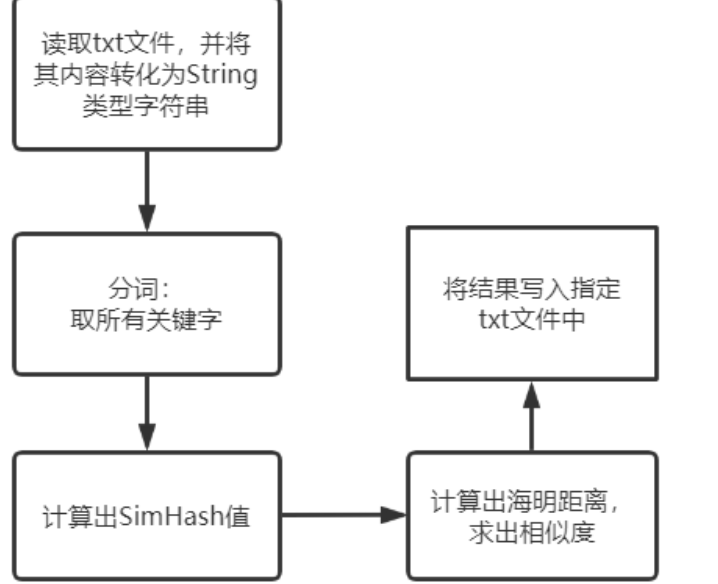 读取txt文件，并将
其内容转化为String
类型字符串
分词：
取所有关键字
计算出SimHash值
计算出海明距离，
求出相似度
将结果写入指定
txt文件中